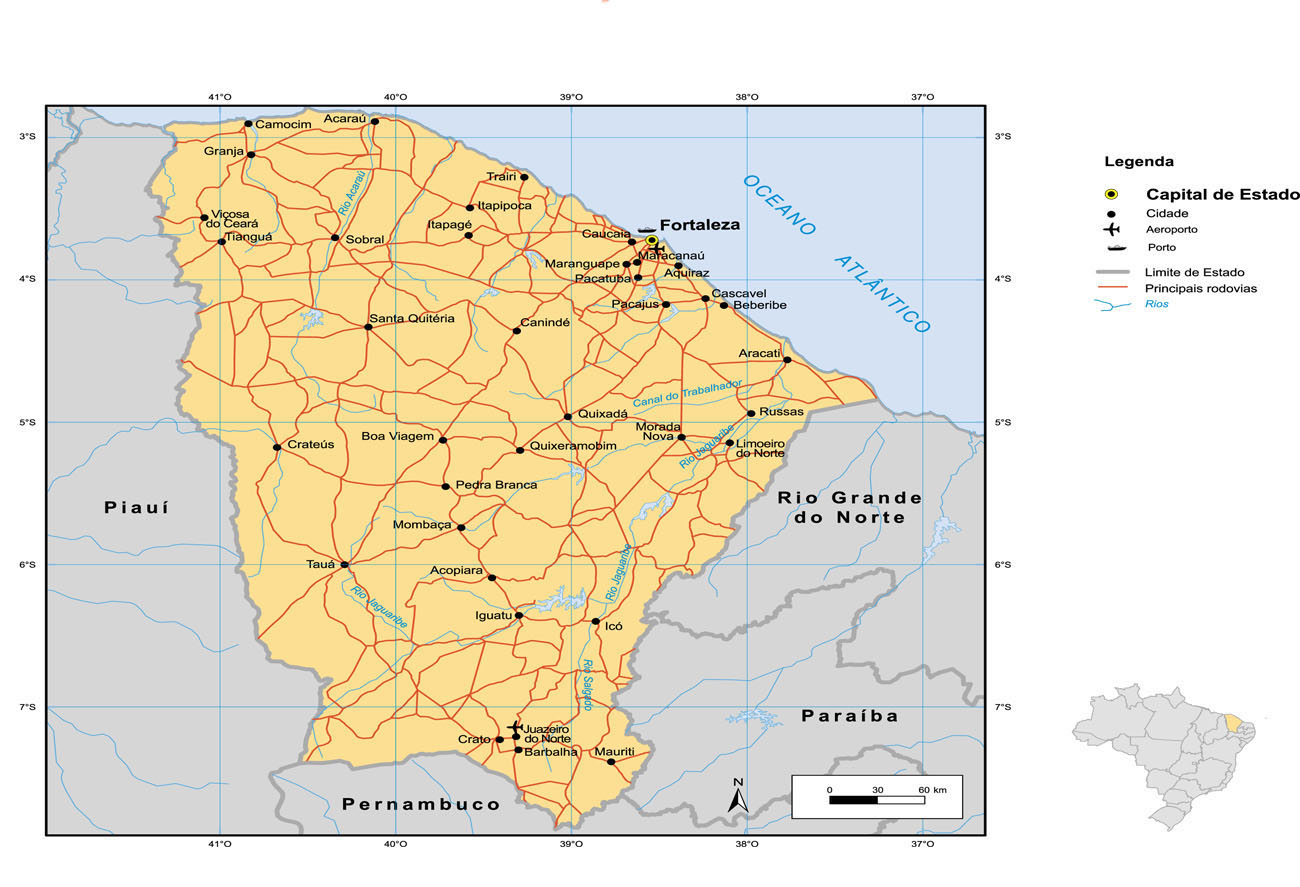 41°O
40°O
39°O
38°O
37°O
3°S
3°S
Camocim
Acaraú
Granja
Legenda
Rio Acaraú
Trairi
OCEANO
Capital de Estado
Itapipoca
Viçosa
do Ceará
Cidade
Itapagé
Fortaleza
Aeroporto
Tianguá
Sobral
Caucaia
Porto
Maracanaú
Maranguape
Aquiraz
ATLÂNTICO
Limite de Estado
4°S
Pacatuba
4°S
Principais rodovias
Cascavel
Pacajus
Beberibe
Rios
Santa Quitéria
Canindé
Aracati
Canal do Trabalhador
Quixadá
Russas
5°S
Morada
Nova
5°S
Boa Viagem
Crateús
Quixeramobim
Rio Jaguaribe
Limoeiro
do Norte
Pedra Branca
Piauí
Rio Grande
do Norte
Mombaça
6°S
Tauá
Acopiara
Rio Jaguaribe
6°S
Rio Jaguaribe
Iguatu
Icó
Rio Salgado
7°S
Paraíba
7°S
Juazeiro
do Norte
Crato
Barbalha
Mauriti
N
0 30 60 km
Pernambuco
41°O
40°O
39°O
38°O
37°O